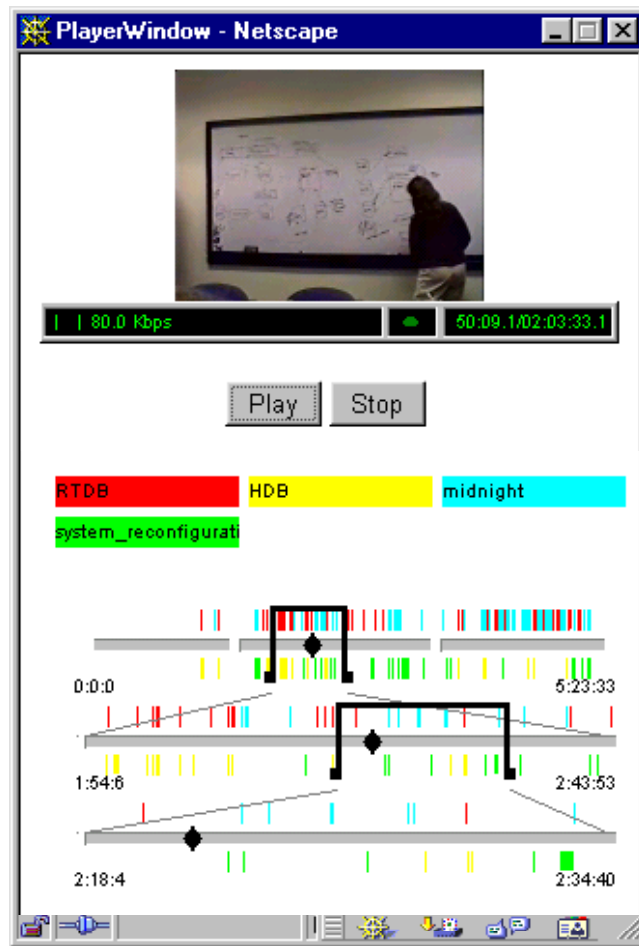 PlayerWindow - Netscape
80.0 Kbps 50:09.1/02:03:33.1
Play Stop
RTDB HDB midnight
system_reconfigurati
0:0:0 5:23:33
1:54:6 2:43:53
2:18:4 2:34:40